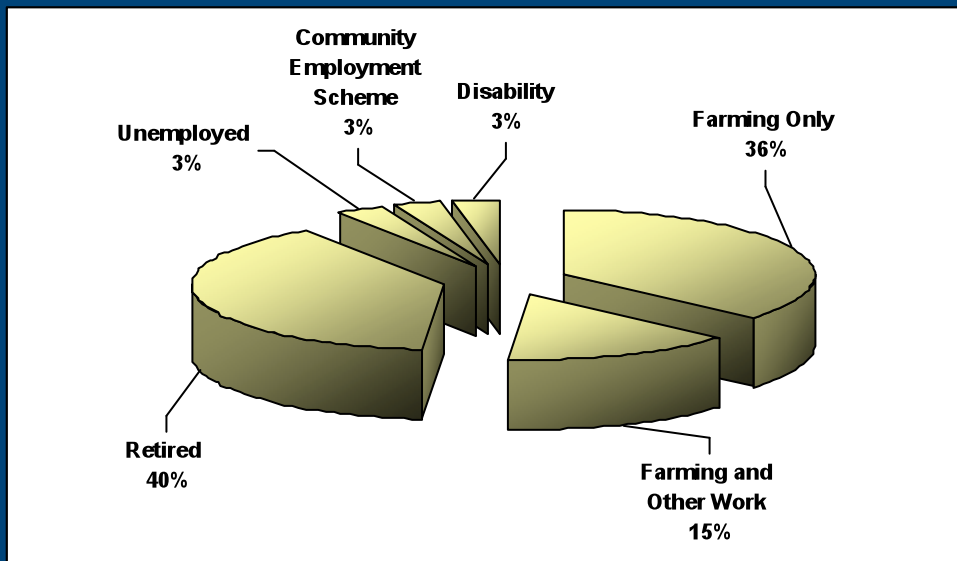 Community
Employment
Scheme
3%
Disability
3%
Farming Only
36%
Unemployed
3%
Retired
40%
Farming and
Other Work
15%